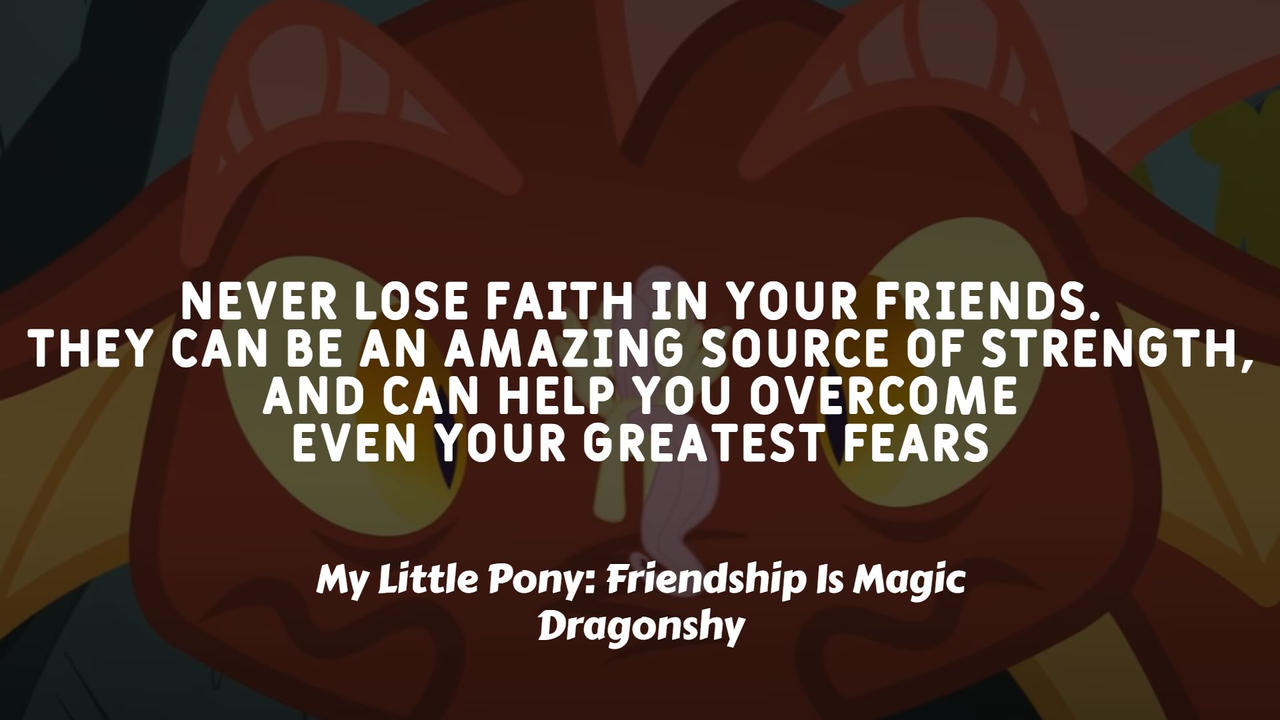 NEVER LOSE FAITH IN YOUR FRIENDS.
THEY CAN BE AN AMAZING SOURCE OF STRENGTH,
AND CAN HELP YOU OVERCOME
EVEN YOUR GREATEST FEARS
My Little Pony: Friendship Is Magic
Dragonshy